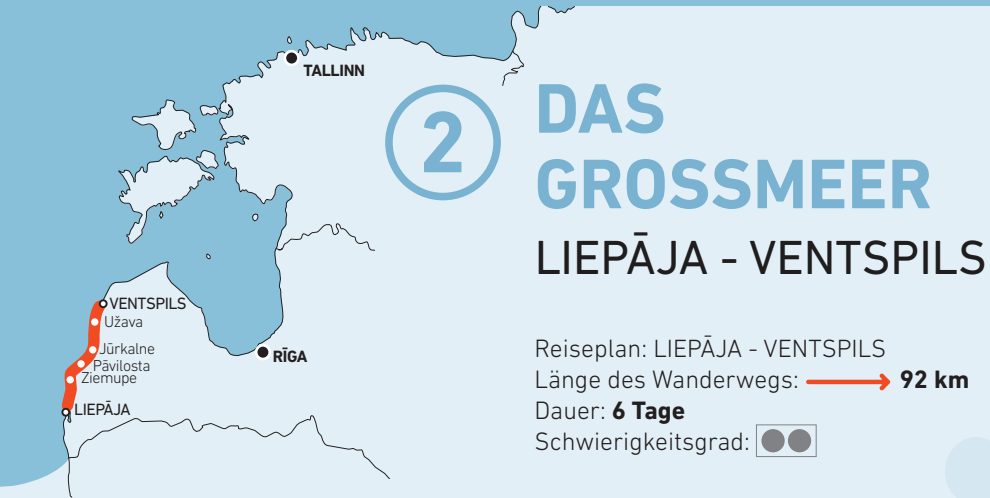 TALLINN
2
DAS
GROSSMEER
LIEPĀJA - VENTSPILS
VENTSPILS
Užava
Jūrkalne
Pāvilosta
Ziemupe
LIEPĀJA
RĪGA
Reiseplan: LIEPĀJA - VENTSPILS
Länge des Wanderwegs: 92 km
Dauer: 6 Tage
Schwierigkeitsgrad: